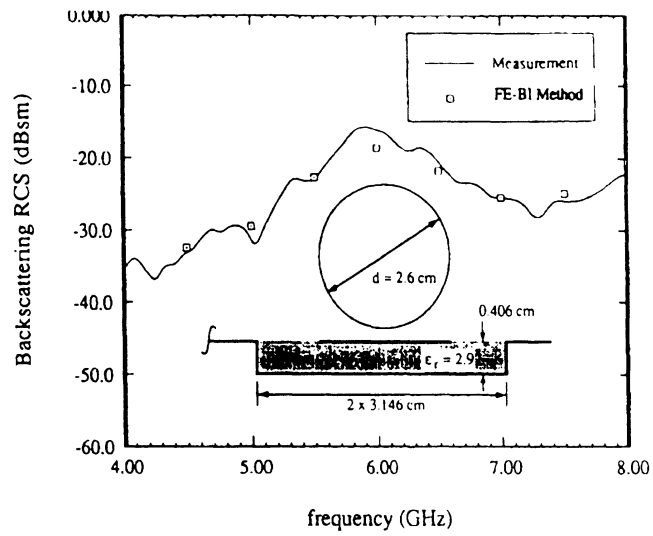 0.000
-10.0
-20.0
-30.0
-40.0
-50.0
-60.0
Backscattering RCS (dBsm)
Measurement
FE-BI Method
d = 2.6 cm
0.406 cm
εr = 2.9
2 x 3.146 cm
4.00 5.00 6.00 7.00 8.00
frequency (GHz)